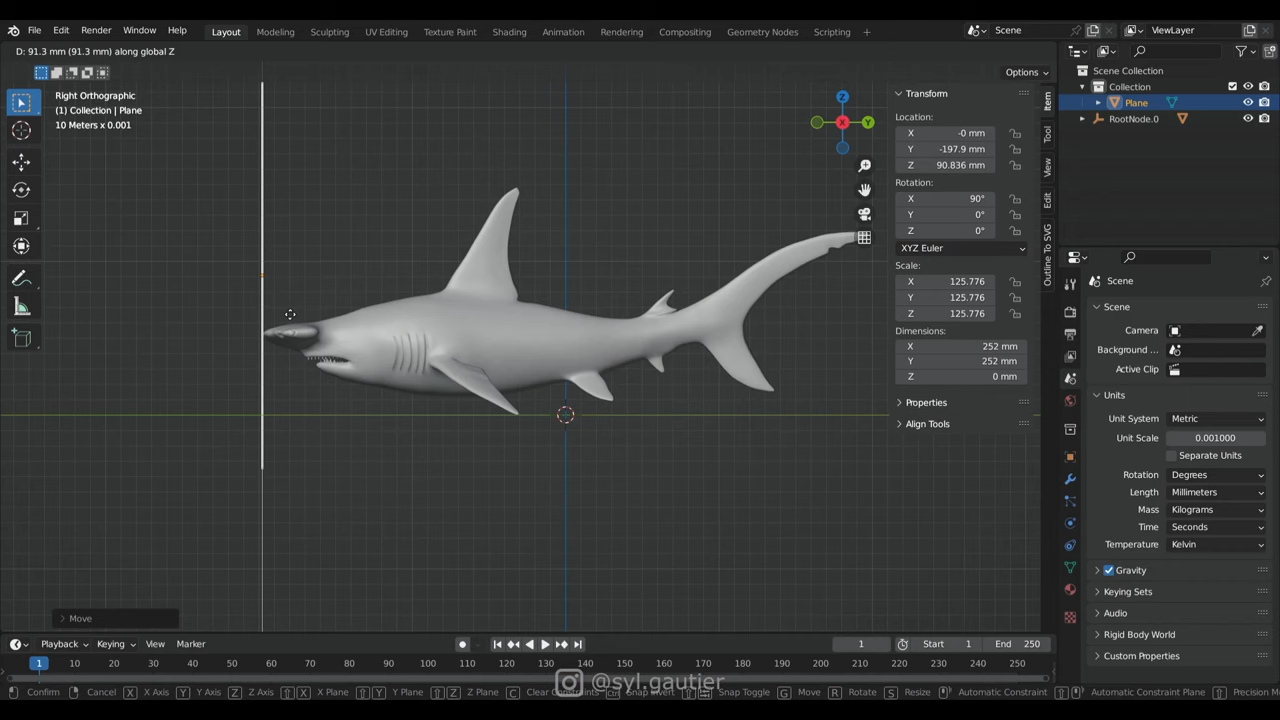 File Edit Render Window Help Layout Modeling Sculpting UV Editing Texture Paint Shading Animation Rendering Compositing Geometry Nodes Scripting + Scene ViewLayer
D: 91.3 mm (91.3 mm) along global Z
Options
Right Orthographic
(1) Collection | Plane
10 Meters x 0.001
Z
Y
X
Transform
Location:
X -0 mm
Y -197.9 mm
Z 90.836 mm
Rotation:
X 90°
Y 0°
Z 0°
XYZ Euler
Scale:
X 125.776
Y 125.776
Z 125.776
Dimensions:
X 252 mm
Y 252 mm
Z 0 mm
Properties
Align Tools
Item
Tool
View
Edit
Outline To SVG
Scene Collection
Collection
Plane
RootNode.0
Scene
Scene
Camera
Background ...
Active Clip
Units
Unit System Metric
Unit Scale 0.001000
Separate Units
Rotation Degrees
Length Millimeters
Mass Kilograms
Time Seconds
Temperature Kelvin
Gravity
Keying Sets
Audio
Rigid Body World
Custom Properties
Move
Playback Keying View Marker 1 Start 1 End 250
1 10 20 30 40 50 60 70 80 90 100 110 120 130 140 150 160 170 180 190 200 210 220 230 240 250
@syl.gautier
Confirm Cancel X X Axis Y Y Axis Z Z Axis X X Plane Y Y Plane Z Z Plane C Clear Constraints Snap Invert Snap Toggle G Move R Rotate S Resize Automatic Constraint Automatic Constraint Plane Precision M